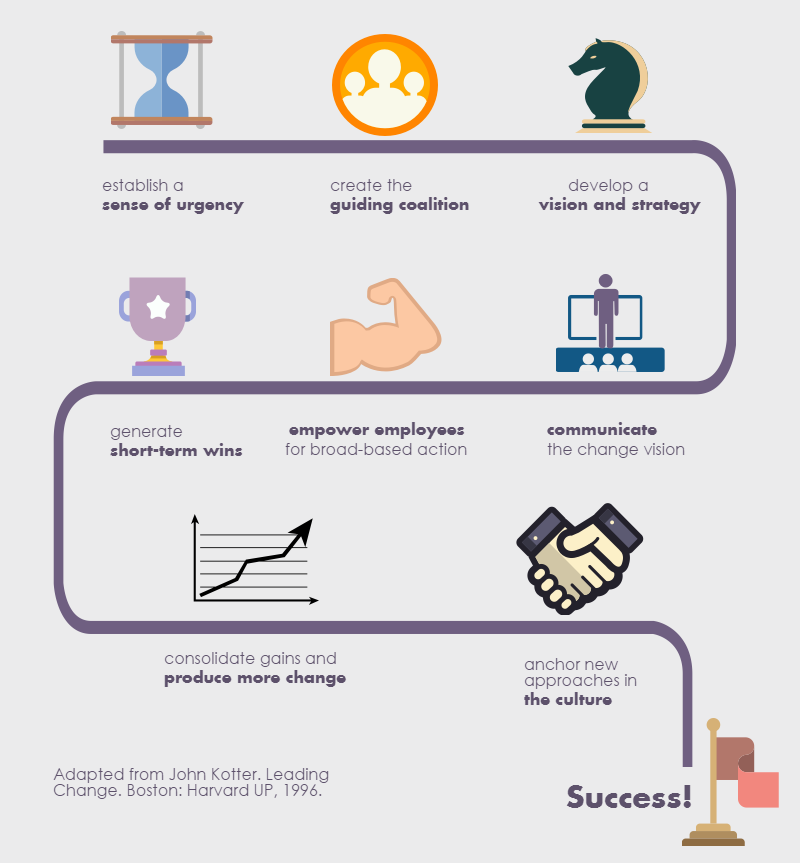 establish a
sense of urgency
create the
guiding coalition
develop a
vision and strategy
generate
short-term wins
empower employees
for broad-based action
communicate
the change vision
consolidate gains and
produce more change
anchor new
approaches in
the culture
Adapted from John Kotter. Leading
Change. Boston: Harvard UP, 1996.
Success!